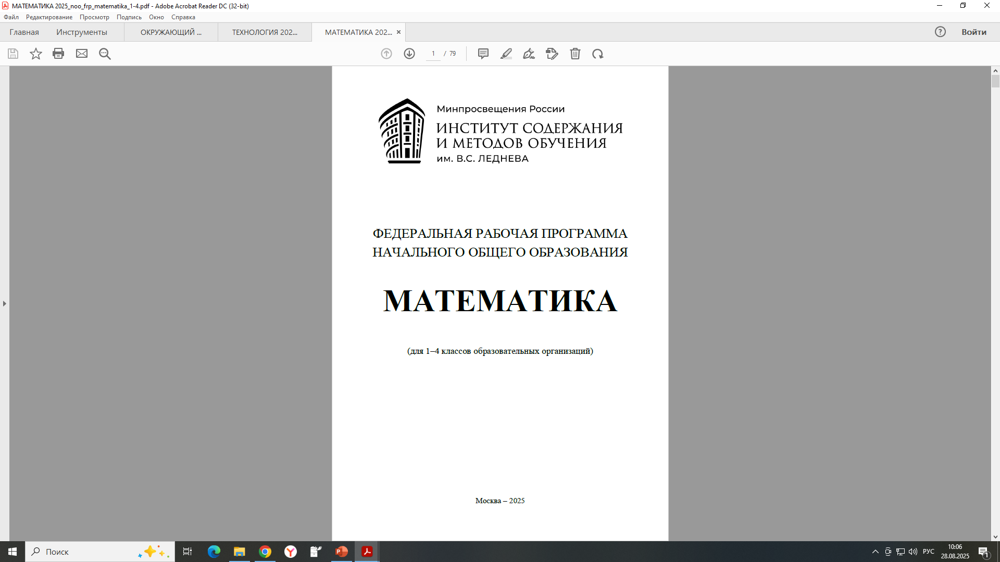 МАТЕМАТИКА 2025_noo_frp_matematika_1-4.pdf - Adobe Acrobat Reader DC (32-bit)
Файл Редактирование Просмотр Подпись Окно Справка
Главная Инструменты ОКРУЖАЮЩИЙ ... ТЕХНОЛОГИЯ 202... МАТЕМАТИКА 202... × ? Войти
1 / 79
Минпросвещения России
ИНСТИТУТ СОДЕРЖАНИЯ
И МЕТОДОВ ОБУЧЕНИЯ
им. В.С. ЛЕДНЕВА
ФЕДЕРАЛЬНАЯ РАБОЧАЯ ПРОГРАММА
НАЧАЛЬНОГО ОБЩЕГО ОБРАЗОВАНИЯ
МАТЕМАТИКА
(для 1–4 классов образовательных организаций)
Москва – 2025
Поиск
РУС
10:06
28.08.2025
1